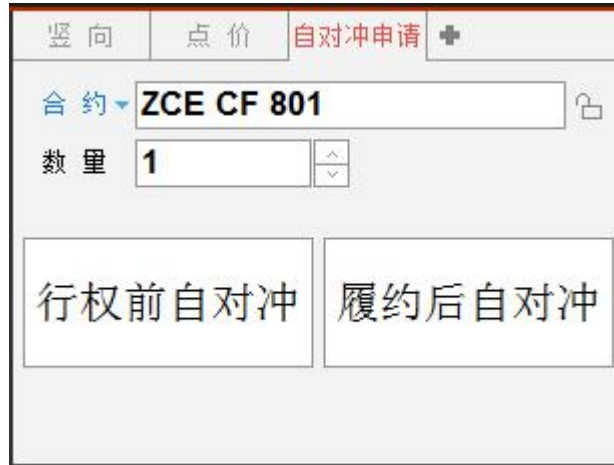 竖 向 点 价 自对冲申请
合 约 ZCE CF 801
数 量 1
行权前自对冲 履约后自对冲